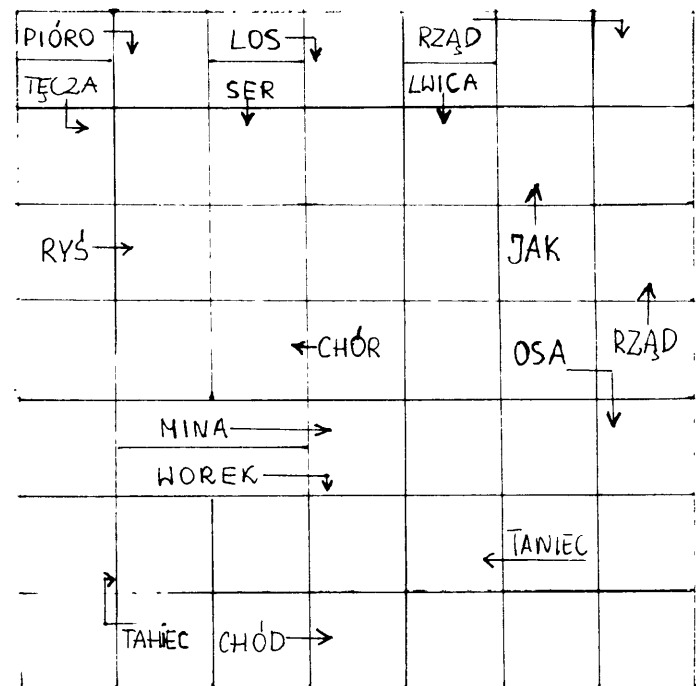 PIÓRO LOS RZĄD
TĘCZA SER LWICA
RYŚ JAK
CHÓR OSA RZĄD
MINA
WOREK
TANIEC
TANIEC CHÓD